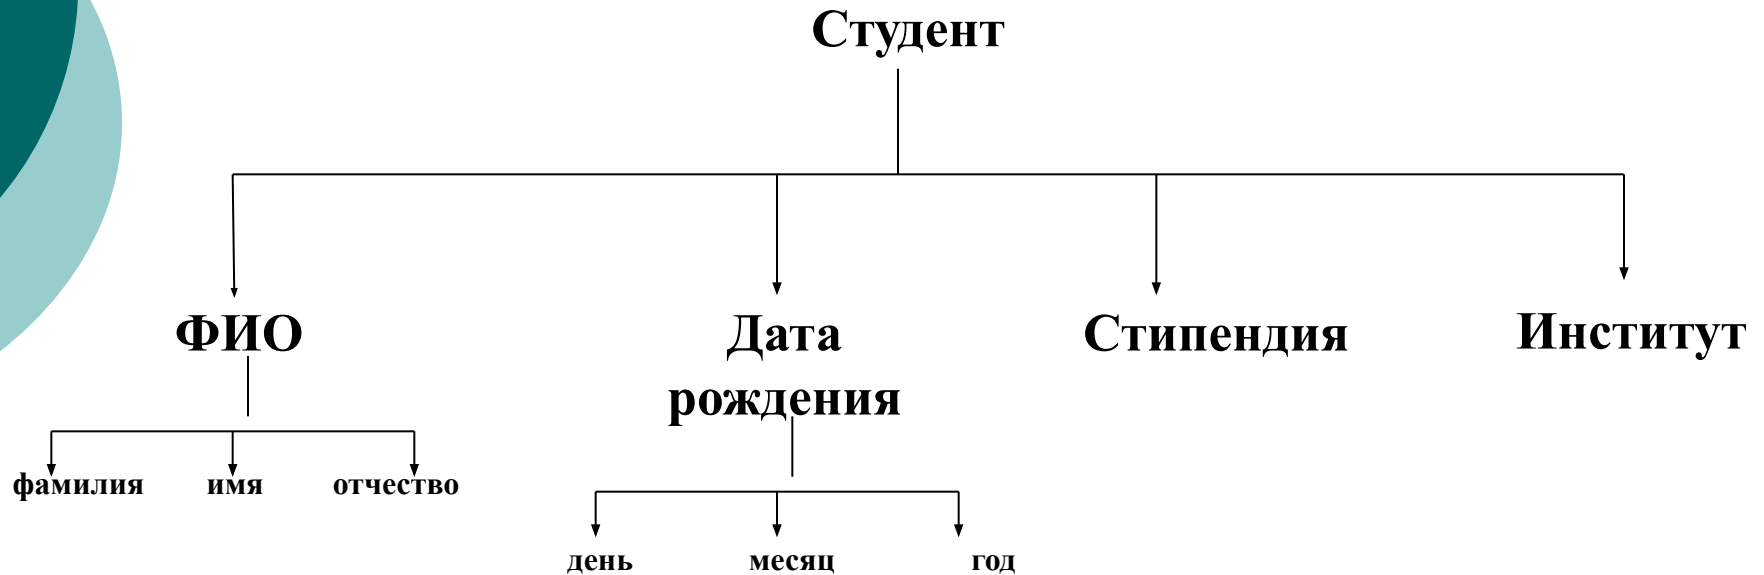 Студент
ФИО
Дата
рождения
Стипендия
Институт
фамилия
имя
отчество
день
месяц
год